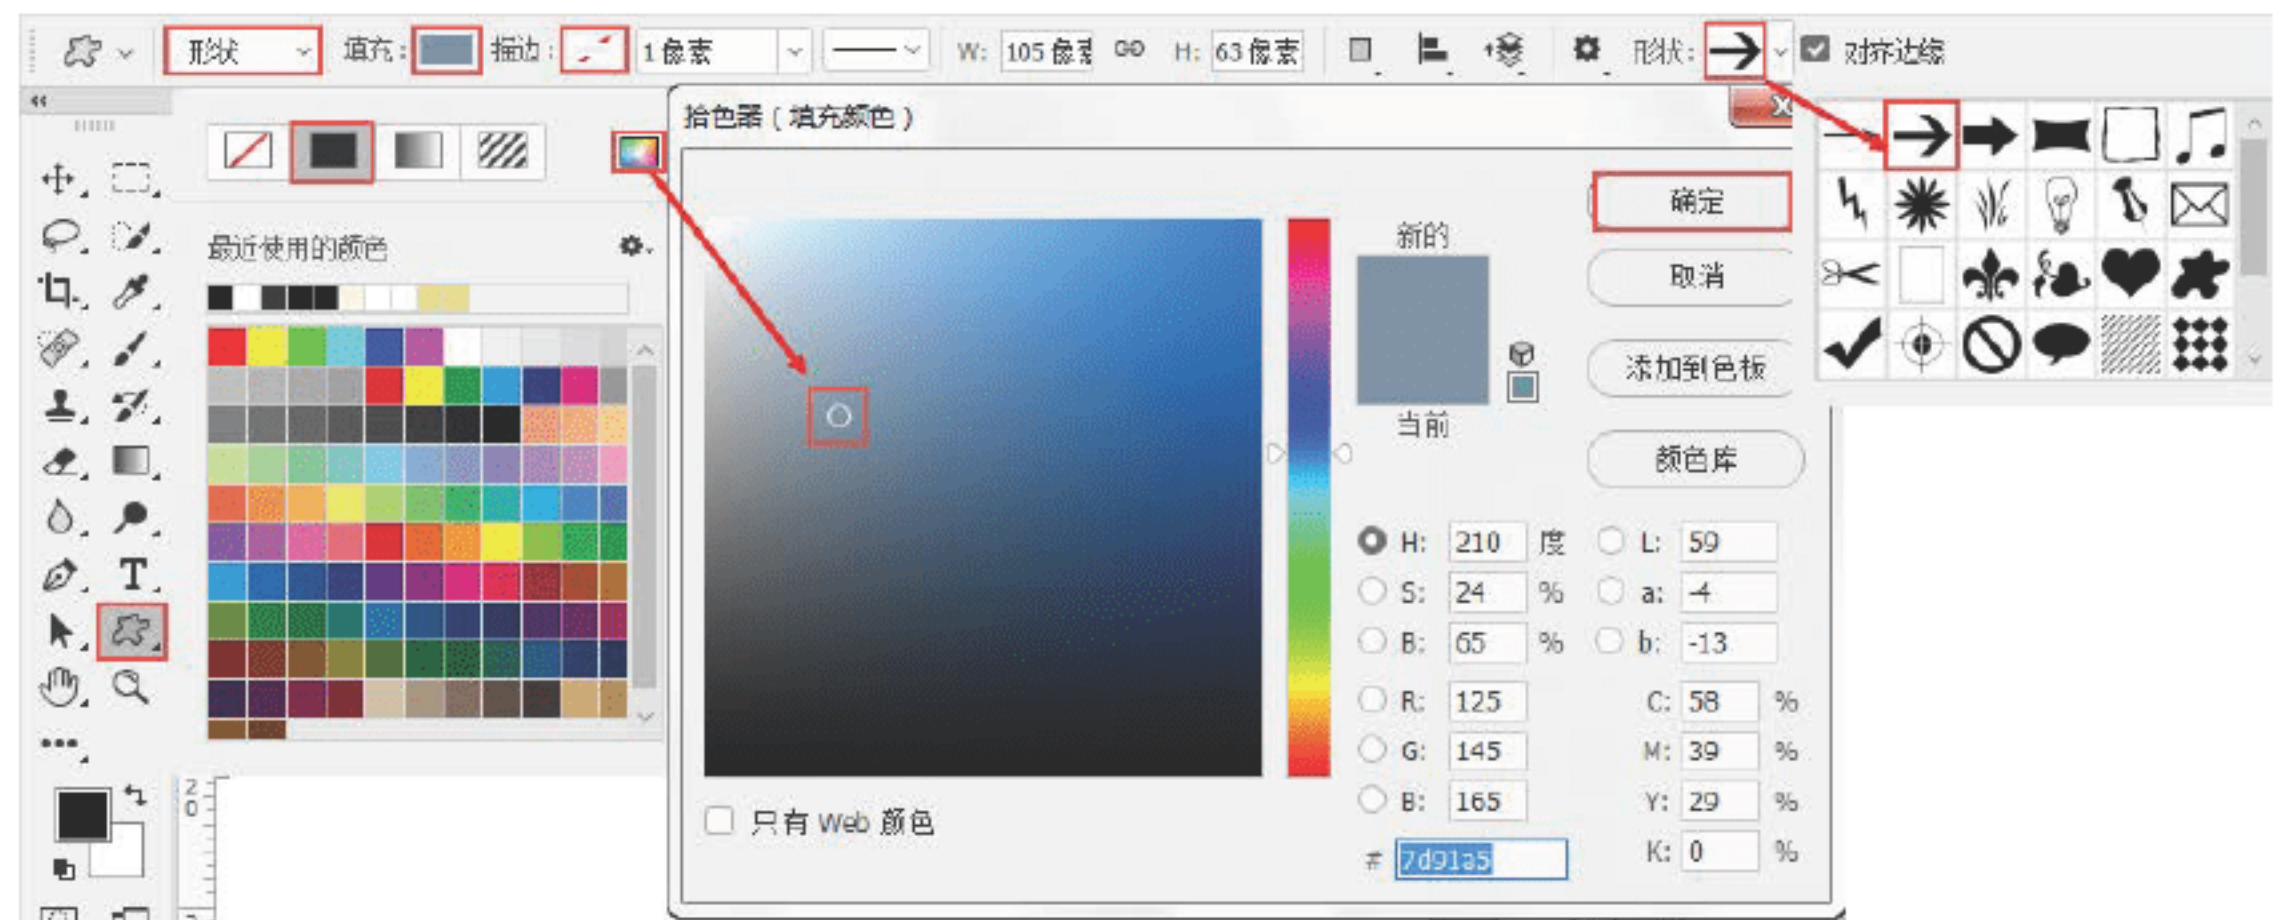 形状 填充: 描边: 1像素 W: 105 像素 H: 63 像素 形状: 对齐边缘
拾色器（填充颜色）
最近使用的颜色
新的
当前
确定
取消
添加到色板
颜色库
H: 210 度 L: 59
S: 24 % a: -4
B: 65 % b: -13
R: 125 C: 58 %
G: 145 M: 39 %
B: 165 Y: 29 %
# 7d91a5 K: 0 %
只有 Web 颜色
T
2
0